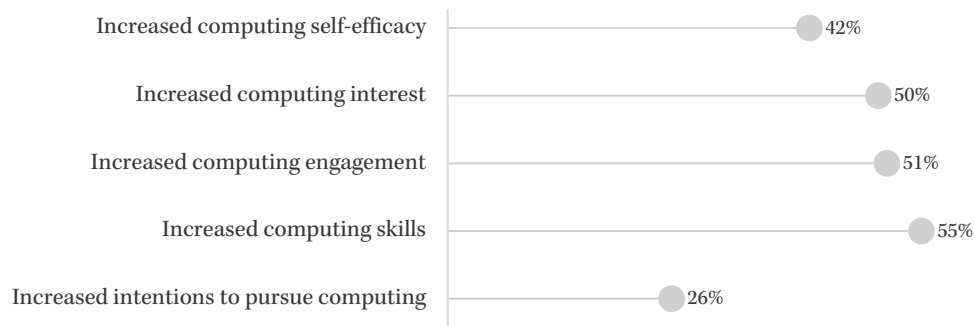 Increased computing self-efficacy 42%
Increased computing interest 50%
Increased computing engagement 51%
Increased computing skills 55%
Increased intentions to pursue computing 26%